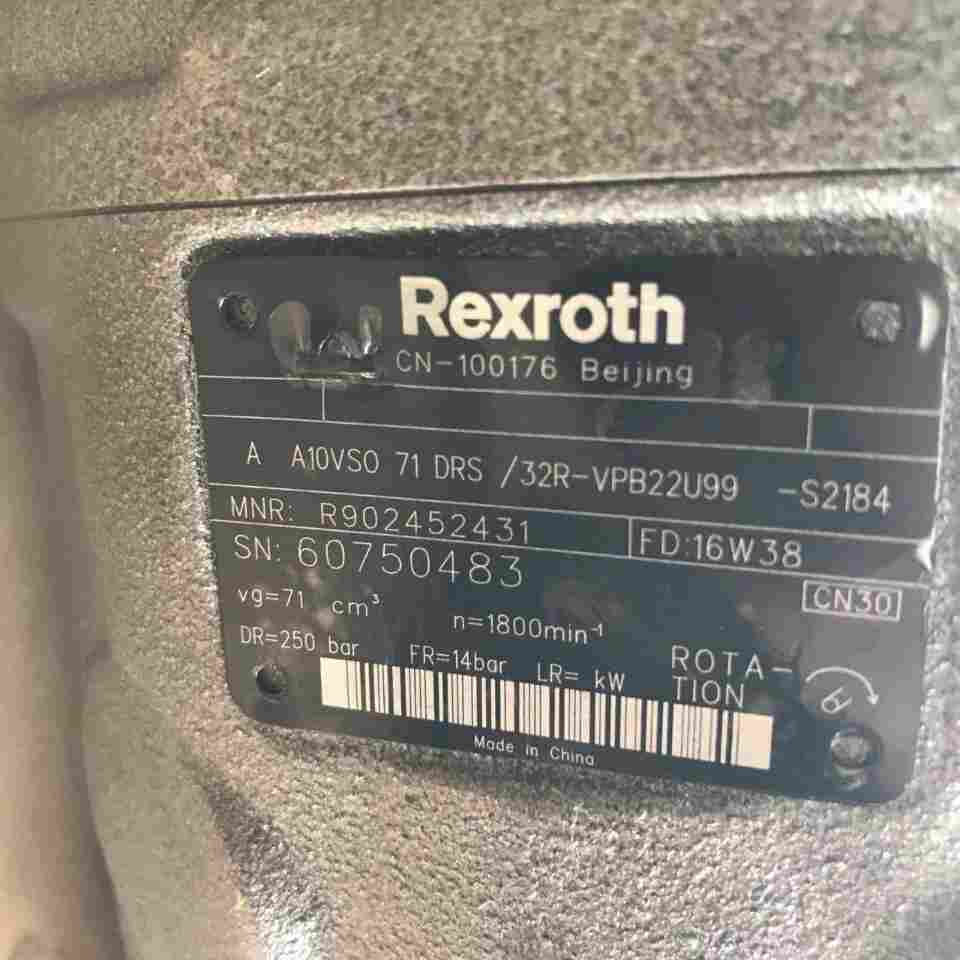 Rexroth
CN-100176 Beijing
A A10VSO 71 DRS /32R-VPB22U99 -S2184
MNR: R902452431 FD:16W38
SN: 60750483 CN30
vg=71 cm³ n=1800min⁻¹
DR=250 bar FR=14bar LR= kW ROTA-
TION
Made in China